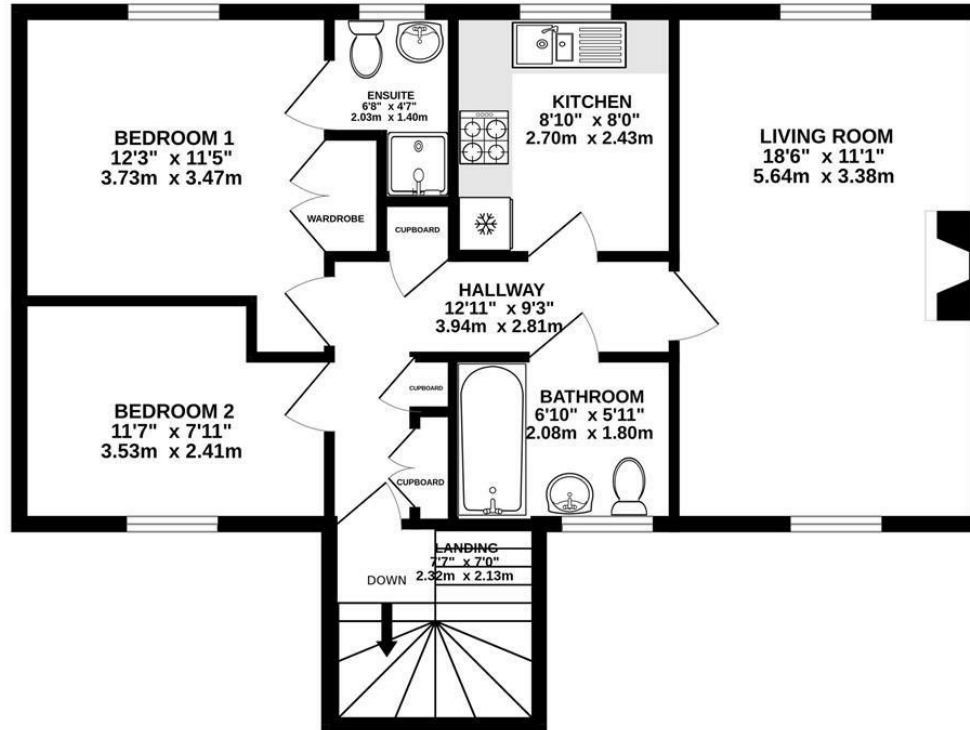 BEDROOM 1
12'3" x 11'5"
3.73m x 3.47m
ENSUITE
6'8" x 4'7"
2.03m x 1.40m
WARDROBE
CUPBOARD
KITCHEN
8'10" x 8'0"
2.70m x 2.43m
LIVING ROOM
18'6" x 11'1"
5.64m x 3.38m
HALLWAY
12'11" x 9'3"
3.94m x 2.81m
BEDROOM 2
11'7" x 7'11"
3.53m x 2.41m
CUPBOARD
CUPBOARD
BATHROOM
6'10" x 5'11"
2.08m x 1.80m
LANDING
7'7" x 7'0"
2.32m x 2.13m
DOWN